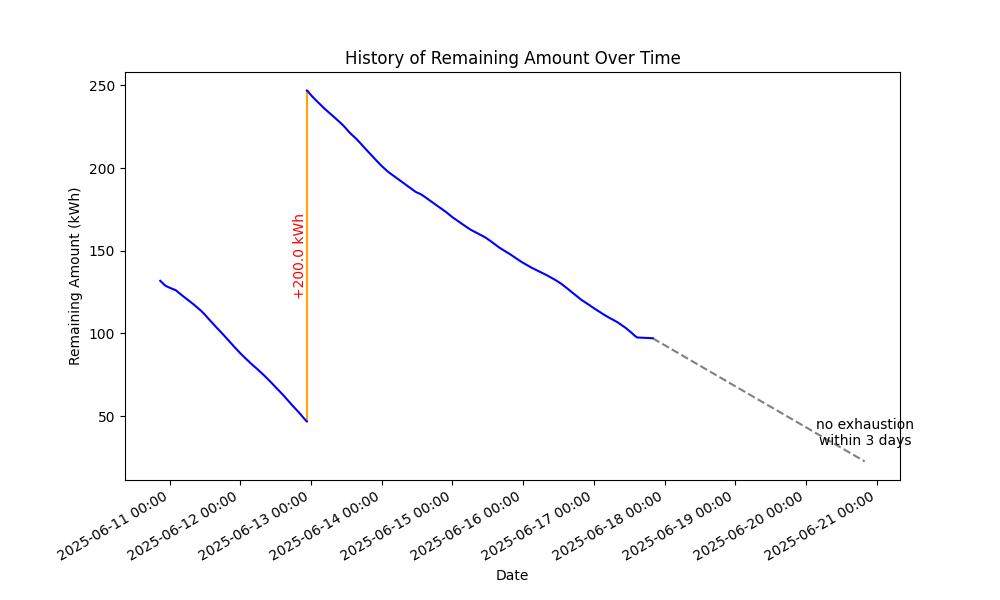 History of Remaining Amount Over Time
Remaining Amount (kWh)
250
200
150
100
50
+200.0 kWh
no exhaustion
within 3 days
2025-06-11 00:00
2025-06-12 00:00
2025-06-13 00:00
2025-06-14 00:00
2025-06-15 00:00
2025-06-16 00:00
2025-06-17 00:00
2025-06-18 00:00
2025-06-19 00:00
2025-06-20 00:00
2025-06-21 00:00
Date